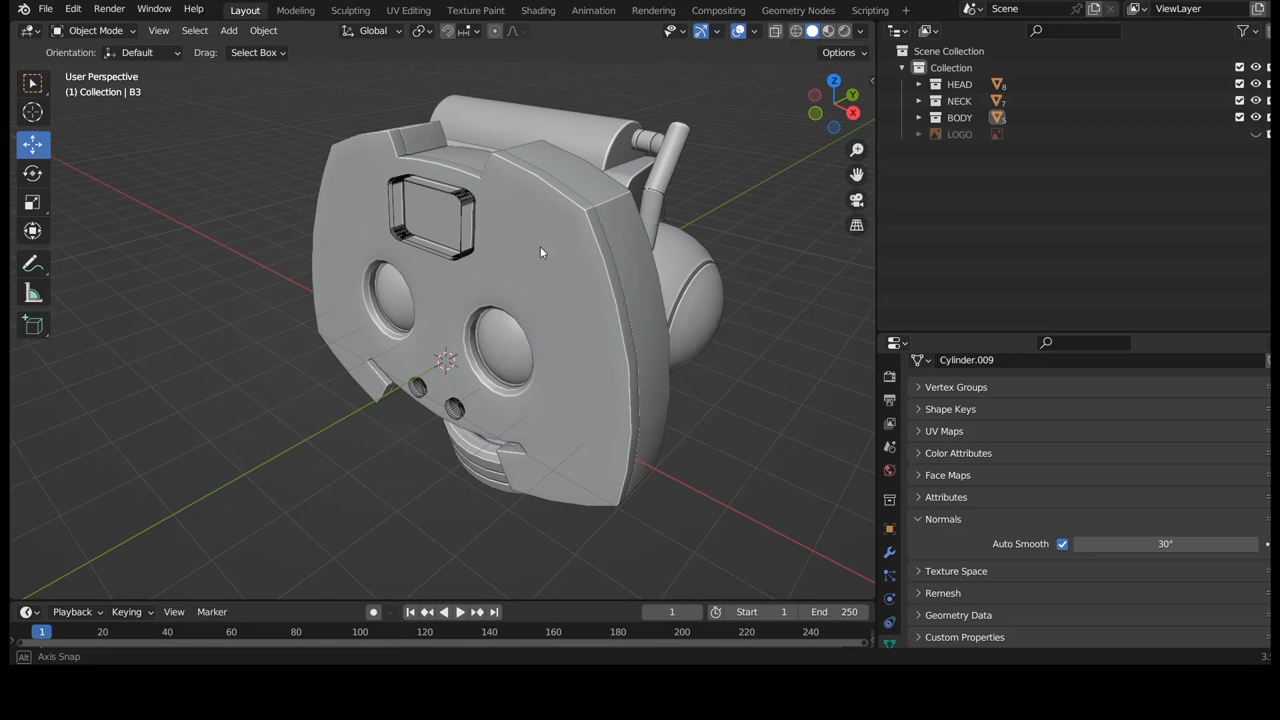 File Edit Render Window Help Layout Modeling Sculpting UV Editing Texture Paint Shading Animation Rendering Compositing Geometry Nodes Scripting Scene ViewLayer
Object Mode View Select Add Object Global
Orientation: Default Drag: Select Box Options
User Perspective
(1) Collection | B3
Z
Y
X
Scene Collection
Collection
HEAD 8
NECK 7
BODY 5
LOGO
Cylinder.009
Vertex Groups
Shape Keys
UV Maps
Color Attributes
Face Maps
Attributes
Normals
Auto Smooth 30°
Texture Space
Remesh
Geometry Data
Custom Properties
Playback Keying View Marker 1 Start 1 End 250
1 20 40 60 80 100 120 140 160 180 200 220 240
Alt Axis Snap 3.